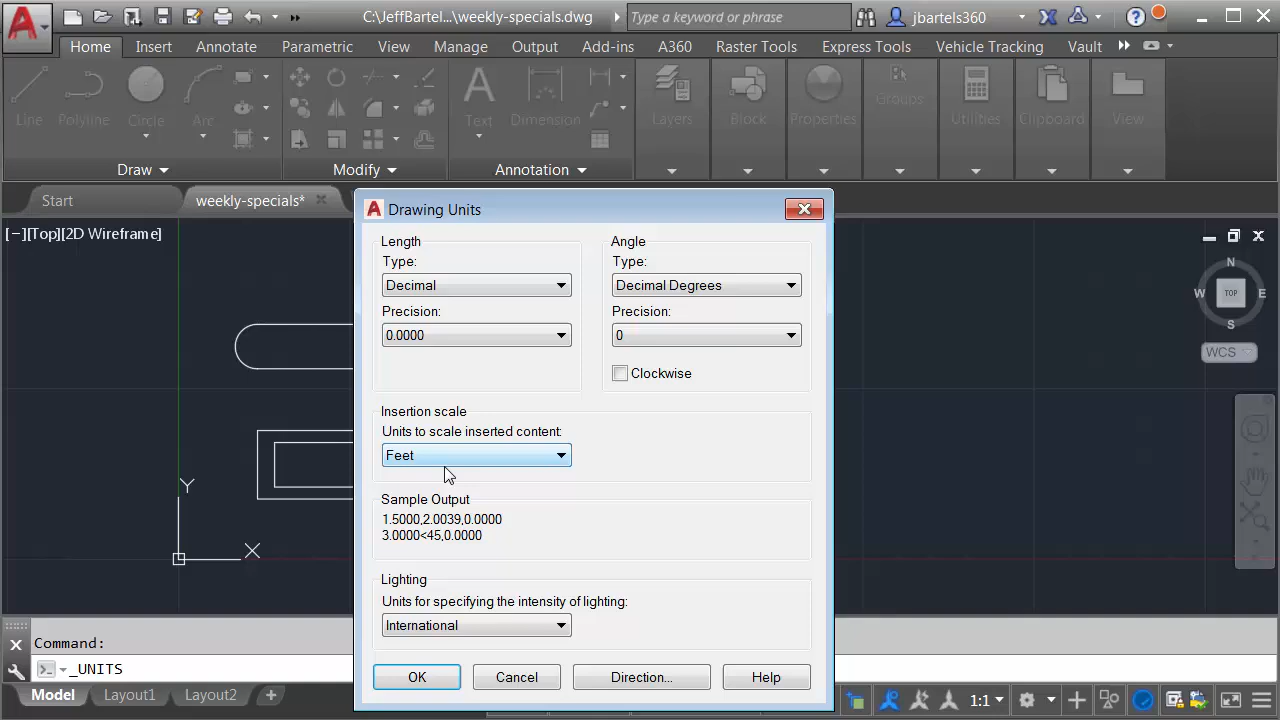 C:\JeffBartel...\weekly-specials.dwg
Type a keyword or phrase
jbartels360
Home Insert Annotate Parametric View Manage Output Add-ins A360 Raster Tools Express Tools Vehicle Tracking Vault
Line Polyline Circle Arc Text Dimension Layers Block Properties Groups Utilities Clipboard View
Draw Modify Annotation
Start weekly-specials*
[−][Top][2D Wireframe]
Drawing Units
Length
Type:
Decimal
Precision:
0.0000
Angle
Type:
Decimal Degrees
Precision:
0
Clockwise
Insertion scale
Units to scale inserted content:
Feet
Sample Output
1.5000,2.0039,0.0000
3.0000<45,0.0000
Lighting
Units for specifying the intensity of lighting:
International
OK Cancel Direction... Help
N
W TOP E
S
WCS
Y
X
Command:
_UNITS
Model Layout1 Layout2 +
1:1